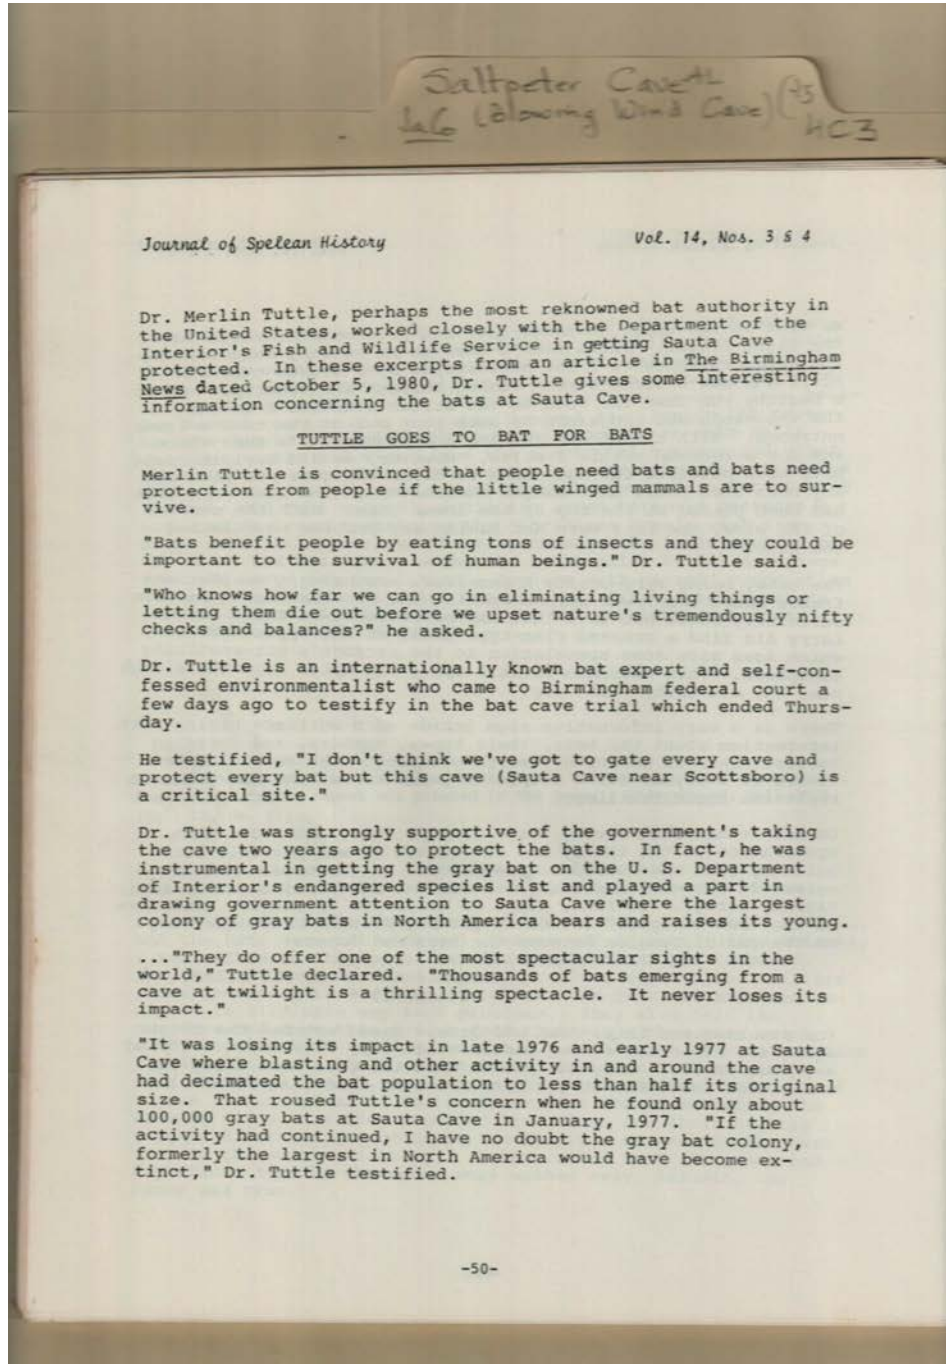 Saltpeter Cave AL
JaCo (Blowing Wind Cave)
HC3
Journal of Spelean History Vol. 14, Nos. 3 & 4
Dr. Merlin Tuttle, perhaps the most reknowned bat authority in
the United States, worked closely with the Department of the
Interior's Fish and Wildlife Service in getting Sauta Cave
protected. In these excerpts from an article in The Birmingham
News dated October 5, 1980, Dr. Tuttle gives some interesting
information concerning the bats at Sauta Cave.
TUTTLE GOES TO BAT FOR BATS
Merlin Tuttle is convinced that people need bats and bats need
protection from people if the little winged mammals are to sur-
vive.
"Bats benefit people by eating tons of insects and they could be
important to the survival of human beings." Dr. Tuttle said.
"Who knows how far we can go in eliminating living things or
letting them die out before we upset nature's tremendously nifty
checks and balances?" he asked.
Dr. Tuttle is an internationally known bat expert and self-con-
fessed environmentalist who came to Birmingham federal court a
few days ago to testify in the bat cave trial which ended Thurs-
day.
He testified, "I don't think we've got to gate every cave and
protect every bat but this cave (Sauta Cave near Scottsboro) is
a critical site."
Dr. Tuttle was strongly supportive of the government's taking
the cave two years ago to protect the bats. In fact, he was
instrumental in getting the gray bat on the U. S. Department
of Interior's endangered species list and played a part in
drawing government attention to Sauta Cave where the largest
colony of gray bats in North America bears and raises its young.
..."They do offer one of the most spectacular sights in the
world," Tuttle declared. "Thousands of bats emerging from a
cave at twilight is a thrilling spectacle. It never loses its
impact."
"It was losing its impact in late 1976 and early 1977 at Sauta
Cave where blasting and other activity in and around the cave
had decimated the bat population to less than half its original
size. That roused Tuttle's concern when he found only about
100,000 gray bats at Sauta Cave in January, 1977. "If the
activity had continued, I have no doubt the gray bat colony,
formerly the largest in North America would have become ex-
tinct," Dr. Tuttle testified.
-50-